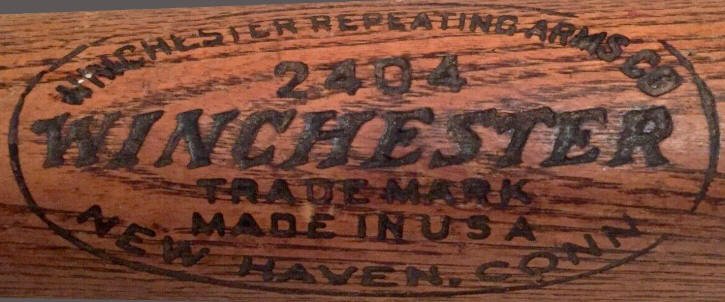 WINCHESTER REPEATING ARMS CO
2404
WINCHESTER
TRADE MARK
MADE IN USA
NEW HAVEN, CONN